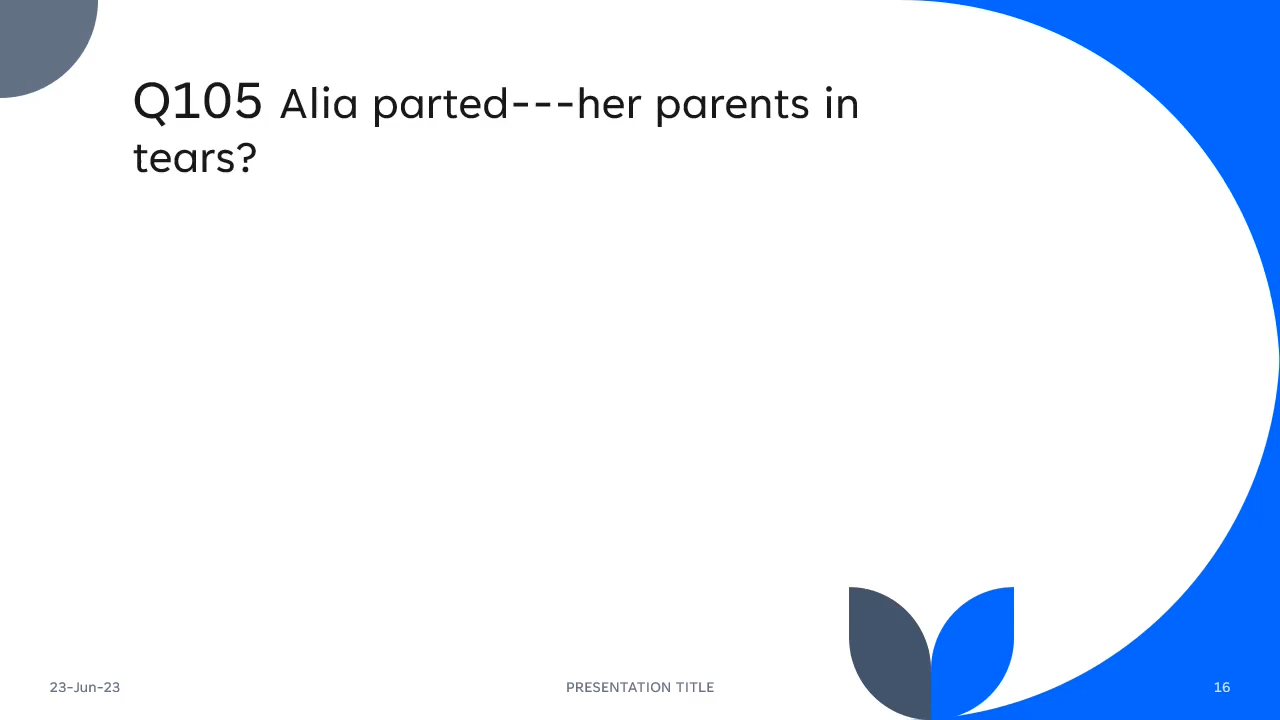 Q105 Alia parted---her parents in
tears?
23-Jun-23
PRESENTATION TITLE
16